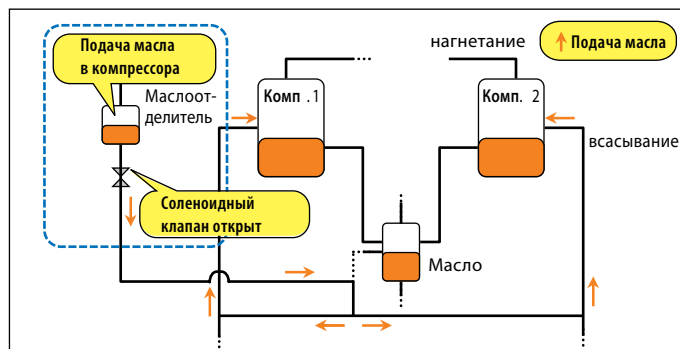 Подача масла
в компрессора
нагнетание
Подача масла
Маслоот-
делитель
Комп .1
Комп. 2
всасывание
Соленоидный
клапан открыт
Масло